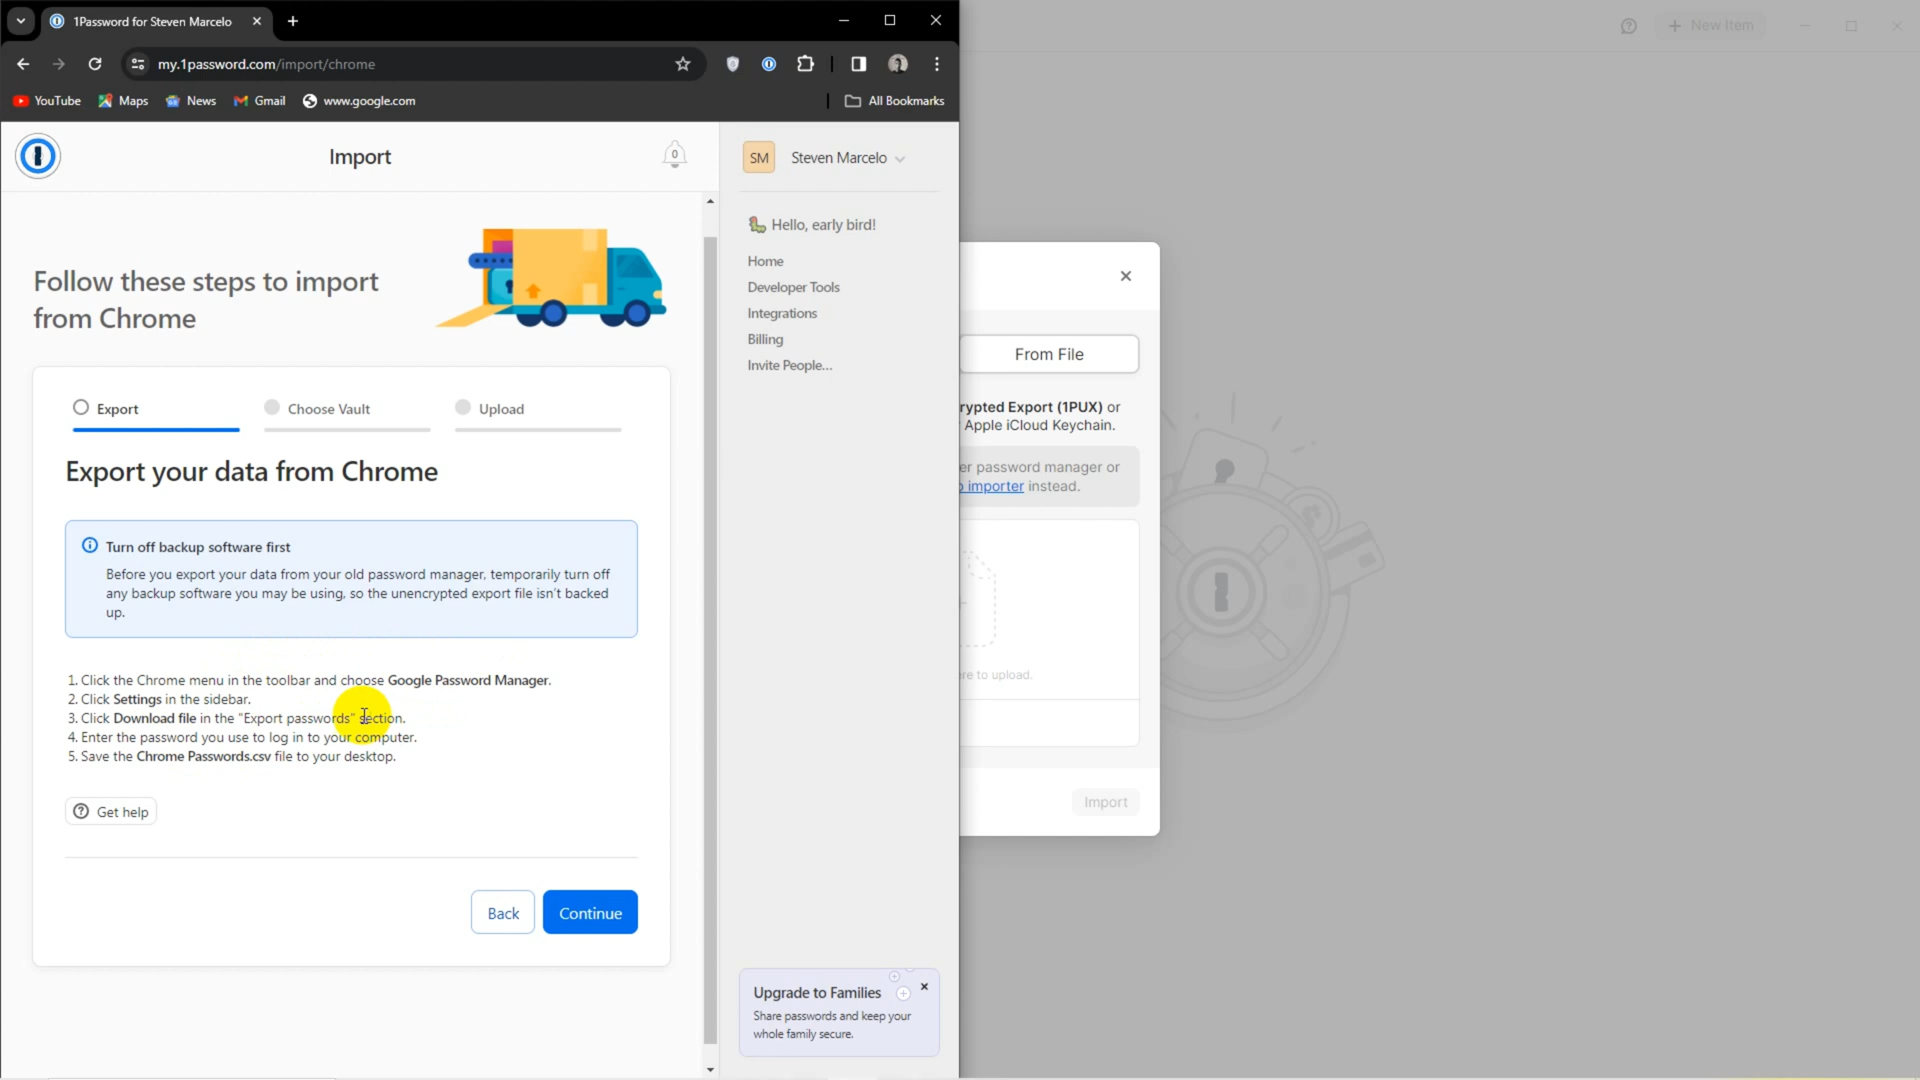 1Password for Steven Marcelo
New Item
my.1password.com/import/chrome
YouTube
Maps
News
Gmail
www.google.com
All Bookmarks
Import
0
SM
Steven Marcelo
Hello, early bird!
Home
Developer Tools
Integrations
Billing
Invite People...
Follow these steps to import
from Chrome
Export
Choose Vault
Upload
Export your data from Chrome
Turn off backup software first
Before you export your data from your old password manager, temporarily turn off
any backup software you may be using, so the unencrypted export file isn't backed
up.
1. Click the Chrome menu in the toolbar and choose Google Password Manager.
2. Click Settings in the sidebar.
3. Click Download file in the "Export passwords" section.
4. Enter the password you use to log in to your computer.
5. Save the Chrome Passwords.csv file to your desktop.
Get help
Back
Continue
Upgrade to Families
Share passwords and keep your
whole family secure.
From File
rypted Export (1PUX) or
Apple iCloud Keychain.
er password manager or
importer instead.
re to upload.
Import